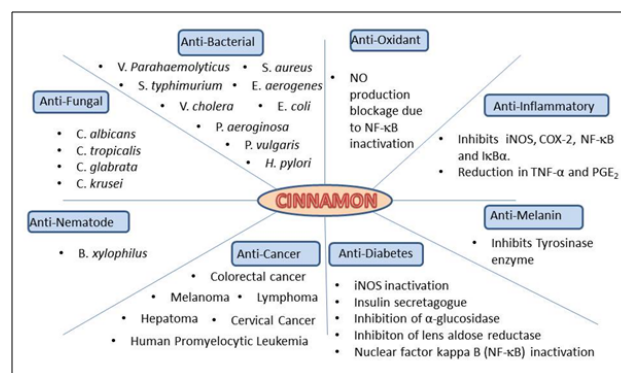 Anti-Bacterial
• V. Parahaemolyticus • S. aureus
• S. typhimurium • E. aerogenes
• V. cholera • E. coli
• P. aeroginosa
• P. vulgaris
• H. pylori
Anti-Oxidant
• NO
production
blockage due
to NF-κB
inactivation
Anti-Fungal
• C. albicans
• C. tropicalis
• C. glabrata
• C. krusei
Anti-Inflammatory
• Inhibits iNOS, COX-2, NF-κB
and IκBα.
• Reduction in TNF-α and PGE₂
CINNAMON
Anti-Nematode
• B. xylophilus
Anti-Melanin
• Inhibits Tyrosinase
enzyme
Anti-Cancer
• Colorectal cancer
• Melanoma • Lymphoma
• Hepatoma • Cervical Cancer
• Human Promyelocytic Leukemia
Anti-Diabetes
• iNOS inactivation
• Insulin secretagogue
• Inhibition of α-glucosidase
• Inhibiton of lens aldose reductase
• Nuclear factor kappa B (NF-κB) inactivation